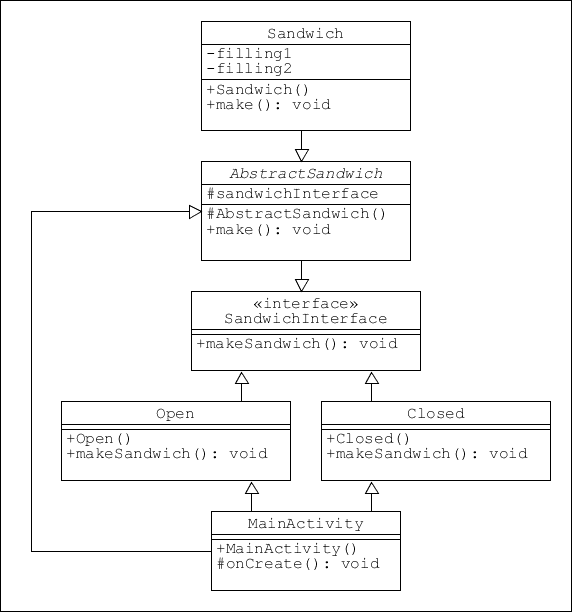 Sandwich
-filling1
-filling2
+Sandwich()
+make(): void
AbstractSandwich
#sandwichInterface
#AbstractSandwich()
+make(): void
«interface»
SandwichInterface
+makeSandwich(): void
Open
+Open()
+makeSandwich(): void
Closed
+Closed()
+makeSandwich(): void
MainActivity
+MainActivity()
#onCreate(): void